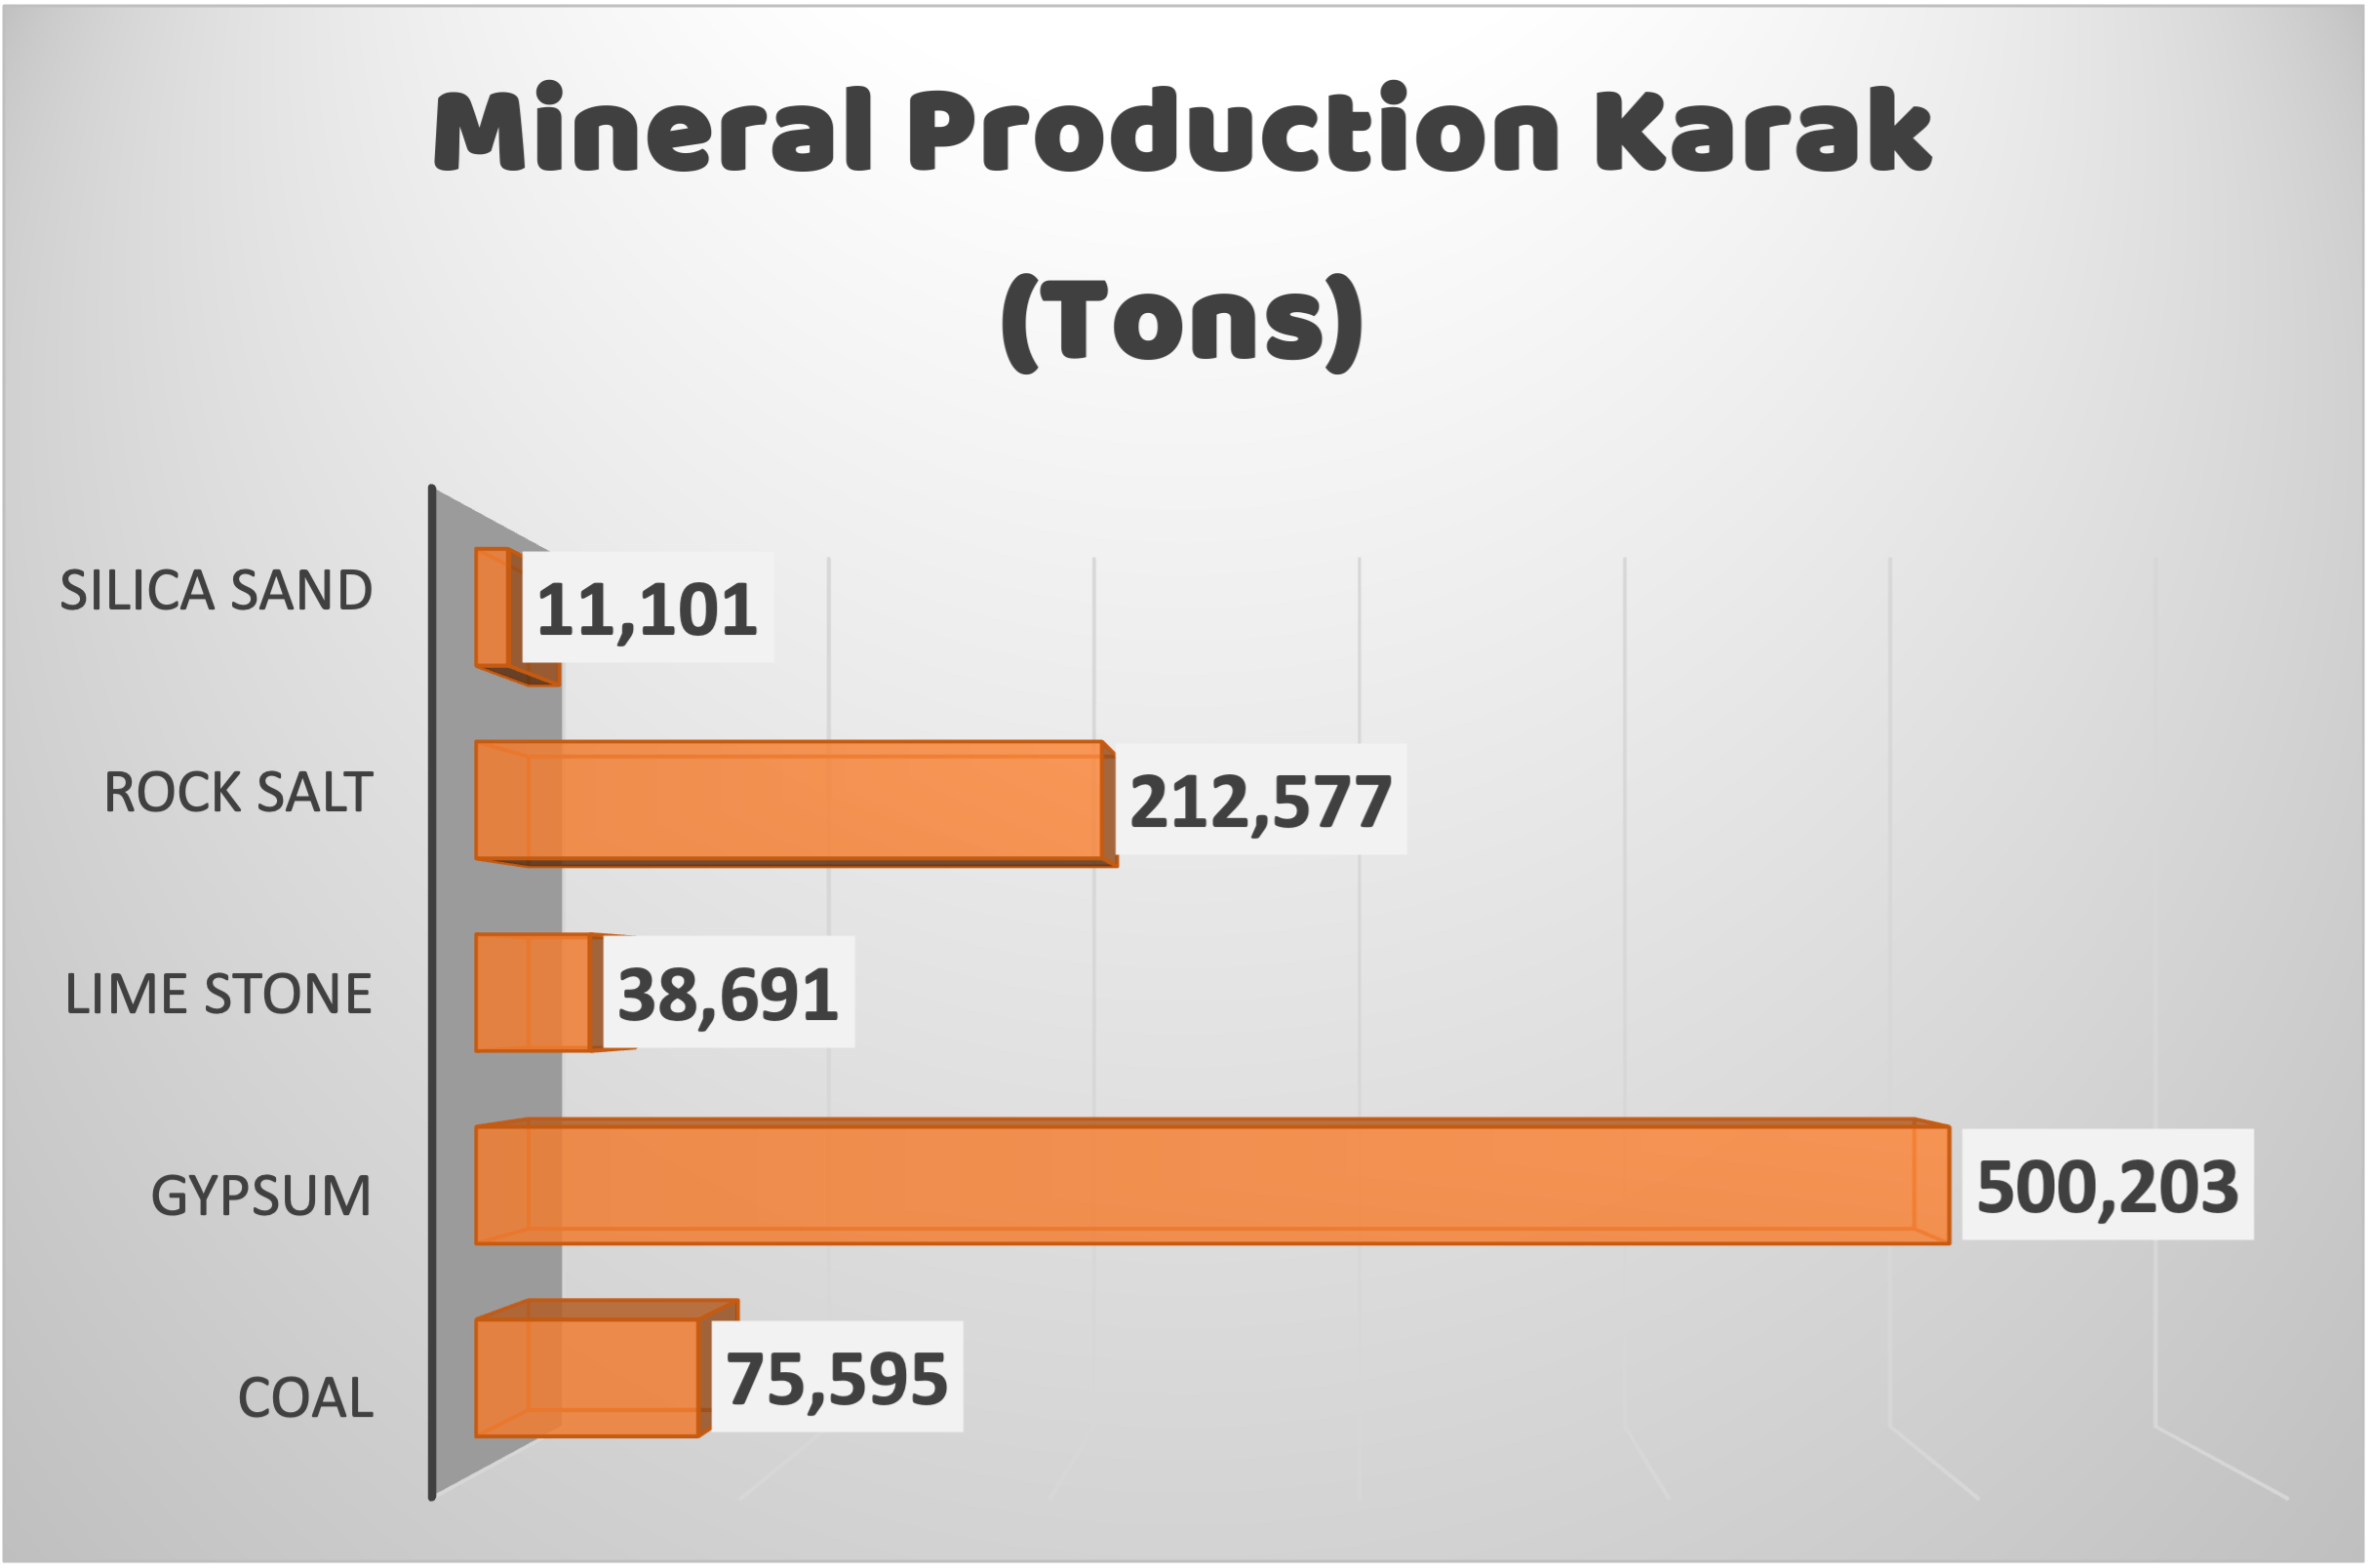 Mineral Production Karak
(Tons)
SILICA SAND
11,101
ROCK SALT
212,577
LIME STONE
38,691
GYPSUM
500,203
COAL
75,595